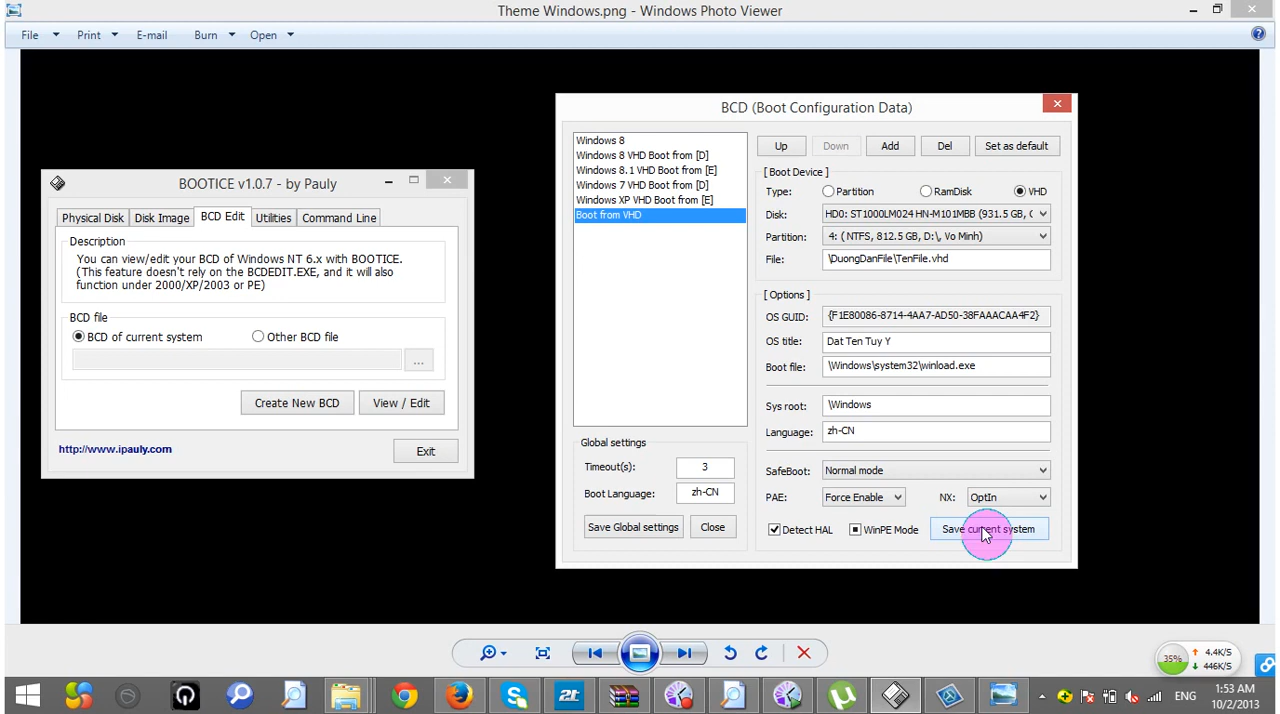 Theme Windows.png - Windows Photo Viewer
File Print E-mail Burn Open
BOOTICE v1.0.7 - by Pauly
Physical Disk Disk Image BCD Edit Utilities Command Line
Description
You can view/edit your BCD of Windows NT 6.x with BOOTICE.
(This feature doesn't rely on the BCDEDIT.EXE, and it will also
function under 2000/XP/2003 or PE)
BCD file
BCD of current system Other BCD file
...
Create New BCD View / Edit
http://www.ipauly.com Exit
BCD (Boot Configuration Data)
Windows 8
Windows 8 VHD Boot from [D]
Windows 8.1 VHD Boot from [E]
Windows 7 VHD Boot from [D]
Windows XP VHD Boot from [E]
Boot from VHD
Global settings
Timeout(s): 3
Boot Language: zh-CN
Save Global settings Close
Up Down Add Del Set as default
[ Boot Device ]
Type: Partition RamDisk VHD
Disk: HD0: ST1000LM024 HN-M101MBB (931.5 GB, C
Partition: 4: ( NTFS, 812.5 GB, D:\, Vo Minh)
File: \DuongDanFile\TenFile.vhd
[ Options ]
OS GUID: {F1E80086-8714-4AA7-AD50-38FAAACAA4F2}
OS title: Dat Ten Tuy Y
Boot file: \Windows\system32\winload.exe
Sys root: \Windows
Language: zh-CN
SafeBoot: Normal mode
PAE: Force Enable NX: OptIn
Detect HAL WinPE Mode Save current system
35% 4.4K/S
446K/S
2t
ENG 1:53 AM
10/2/2013